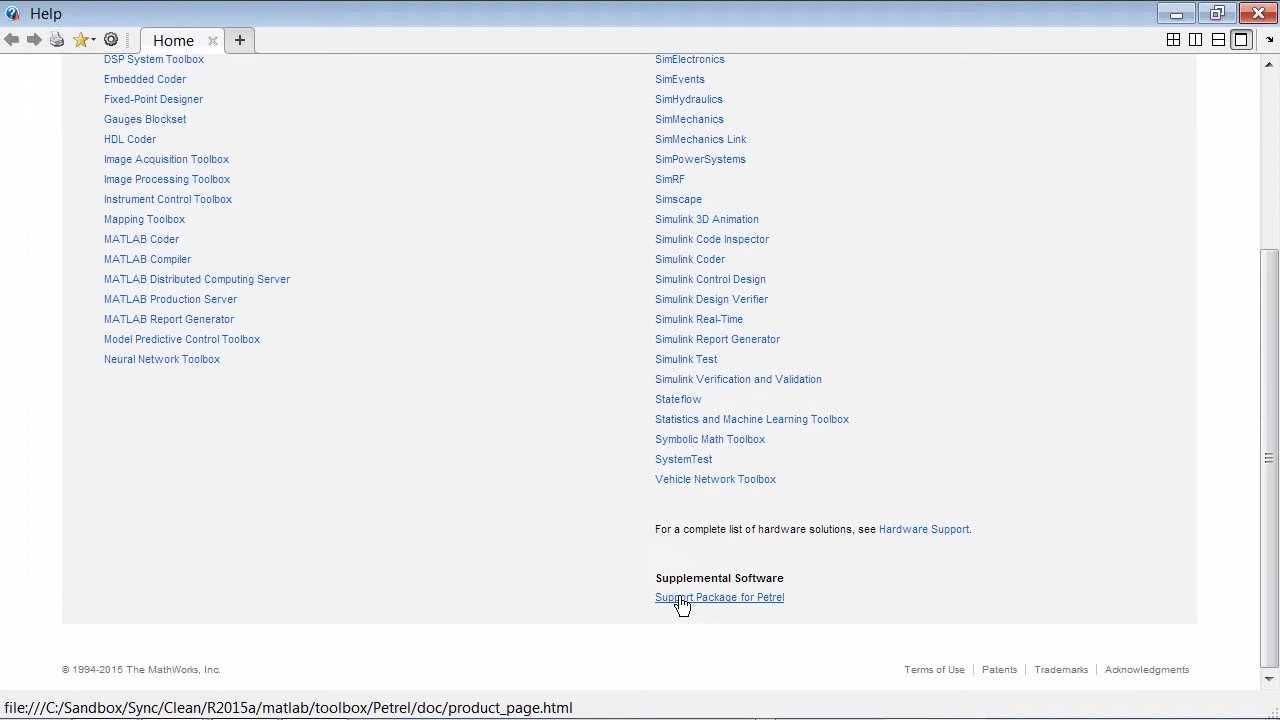 Help
Home
DSP System Toolbox
Embedded Coder
Fixed-Point Designer
Gauges Blockset
HDL Coder
Image Acquisition Toolbox
Image Processing Toolbox
Instrument Control Toolbox
Mapping Toolbox
MATLAB Coder
MATLAB Compiler
MATLAB Distributed Computing Server
MATLAB Production Server
MATLAB Report Generator
Model Predictive Control Toolbox
Neural Network Toolbox
SimElectronics
SimEvents
SimHydraulics
SimMechanics
SimMechanics Link
SimPowerSystems
SimRF
Simscape
Simulink 3D Animation
Simulink Code Inspector
Simulink Coder
Simulink Control Design
Simulink Design Verifier
Simulink Real-Time
Simulink Report Generator
Simulink Test
Simulink Verification and Validation
Stateflow
Statistics and Machine Learning Toolbox
Symbolic Math Toolbox
SystemTest
Vehicle Network Toolbox
For a complete list of hardware solutions, see Hardware Support.
Supplemental Software
Support Package for Petrel
© 1994-2015 The MathWorks, Inc.
Terms of Use | Patents | Trademarks | Acknowledgments
file:///C:/Sandbox/Sync/Clean/R2015a/matlab/toolbox/Petrel/doc/product_page.html